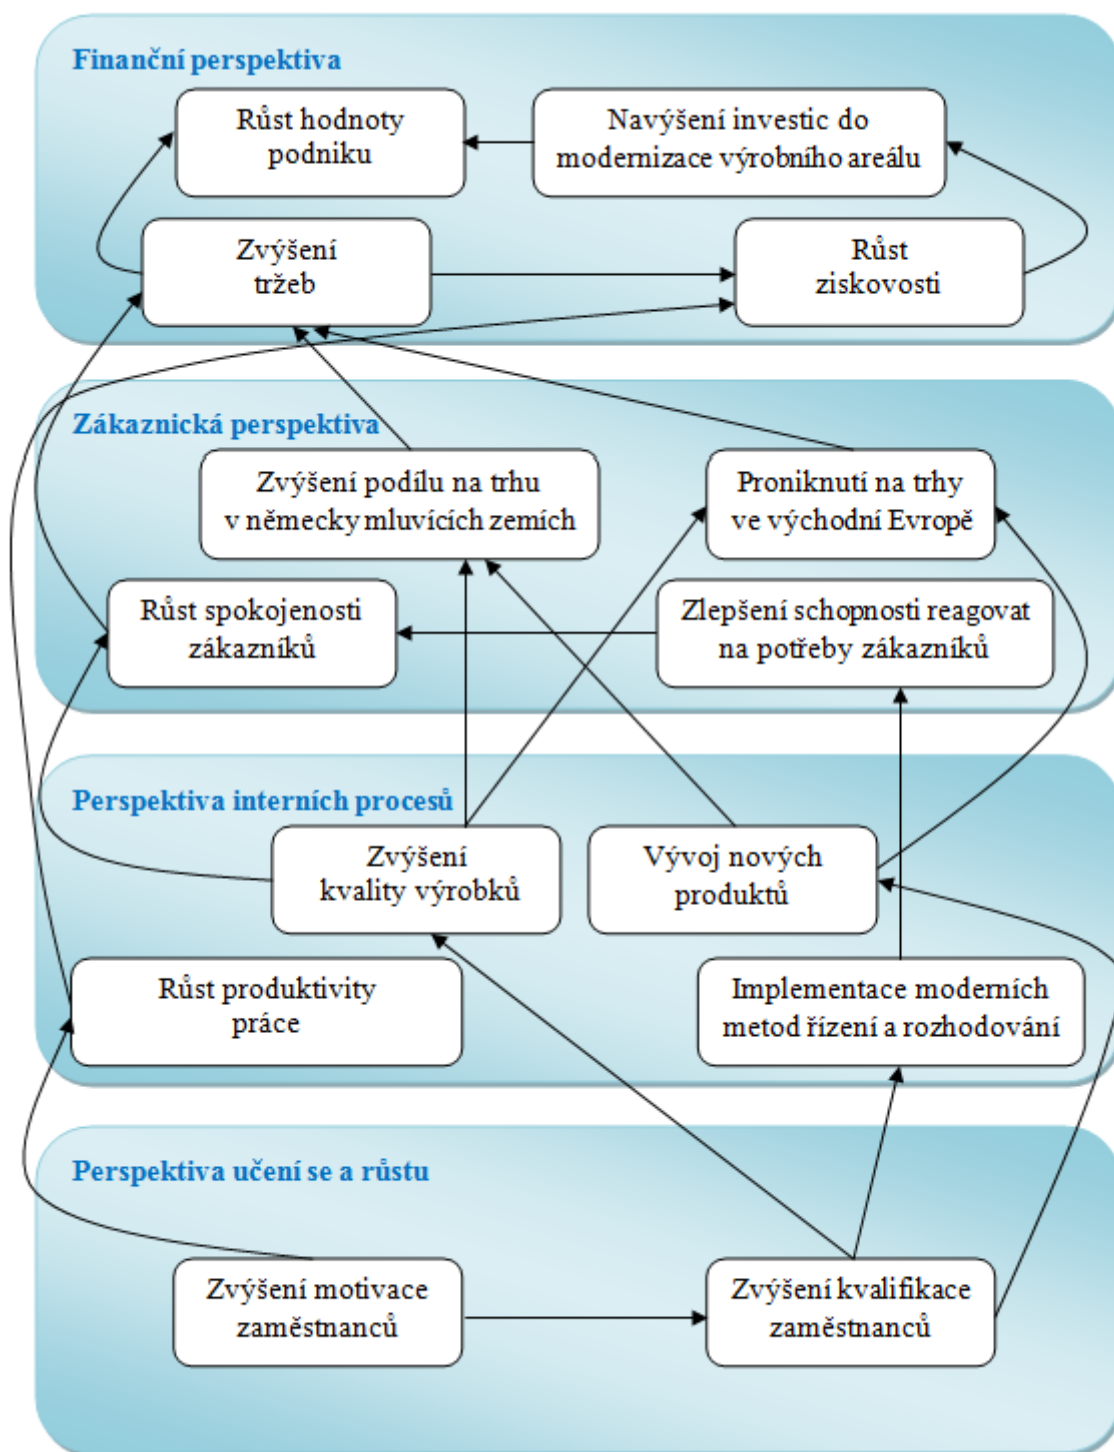 Finanční perspektiva
Růst hodnoty
podniku
Navýšení investic do
modernizace výrobního areálu
Zvýšení
tržeb
Růst
ziskovosti
Zákaznická perspektiva
Zvýšení podílu na trhu
v německy mluvících zemích
Proniknutí na trhy
ve východní Evropě
Růst spokojenosti
zákazníků
Zlepšení schopnosti reagovat
na potřeby zákazníků
Perspektiva interních procesů
Zvýšení
kvality výrobků
Vývoj nových
produktů
Růst produktivity
práce
Implementace moderních
metod řízení a rozhodování
Perspektiva učení se a růstu
Zvýšení motivace
zaměstnanců
Zvýšení kvalifikace
zaměstnanců